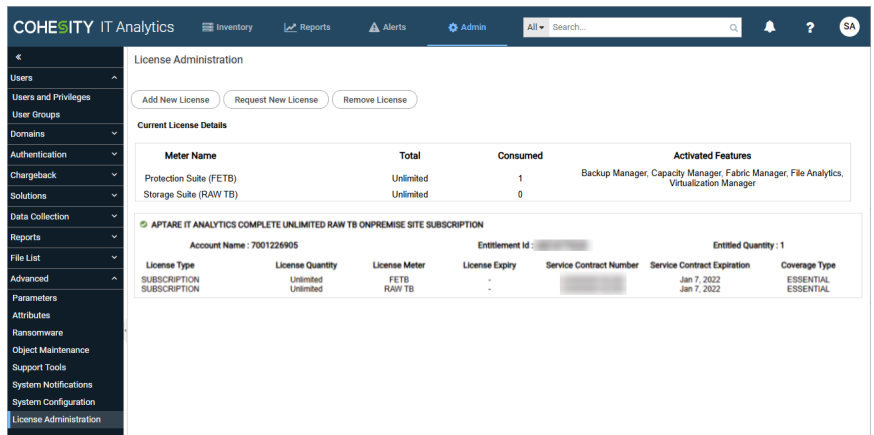 COHESITY IT Analytics
Inventory
Reports
Alerts
Admin
All
Search...
?
SA
«
Users
Users and Privileges
User Groups
Domains
Authentication
Chargeback
Solutions
Data Collection
Reports
File List
Advanced
Parameters
Attributes
Ransomware
Object Maintenance
Support Tools
System Notifications
System Configuration
License Administration
License Administration
Add New License
Request New License
Remove License
Current License Details
Meter Name Total Consumed Activated Features
Protection Suite (FETB) Unlimited 1 Backup Manager, Capacity Manager, Fabric Manager, File Analytics,
Virtualization Manager
Storage Suite (RAW TB) Unlimited 0
APTARE IT ANALYTICS COMPLETE UNLIMITED RAW TB ONPREMISE SITE SUBSCRIPTION
Account Name : 7001226905 Entitlement Id : Entitled Quantity : 1
License Type License Quantity License Meter License Expiry Service Contract Number Service Contract Expiration Coverage Type
SUBSCRIPTION Unlimited FETB - Jan 7, 2022 ESSENTIAL
SUBSCRIPTION Unlimited RAW TB - Jan 7, 2022 ESSENTIAL